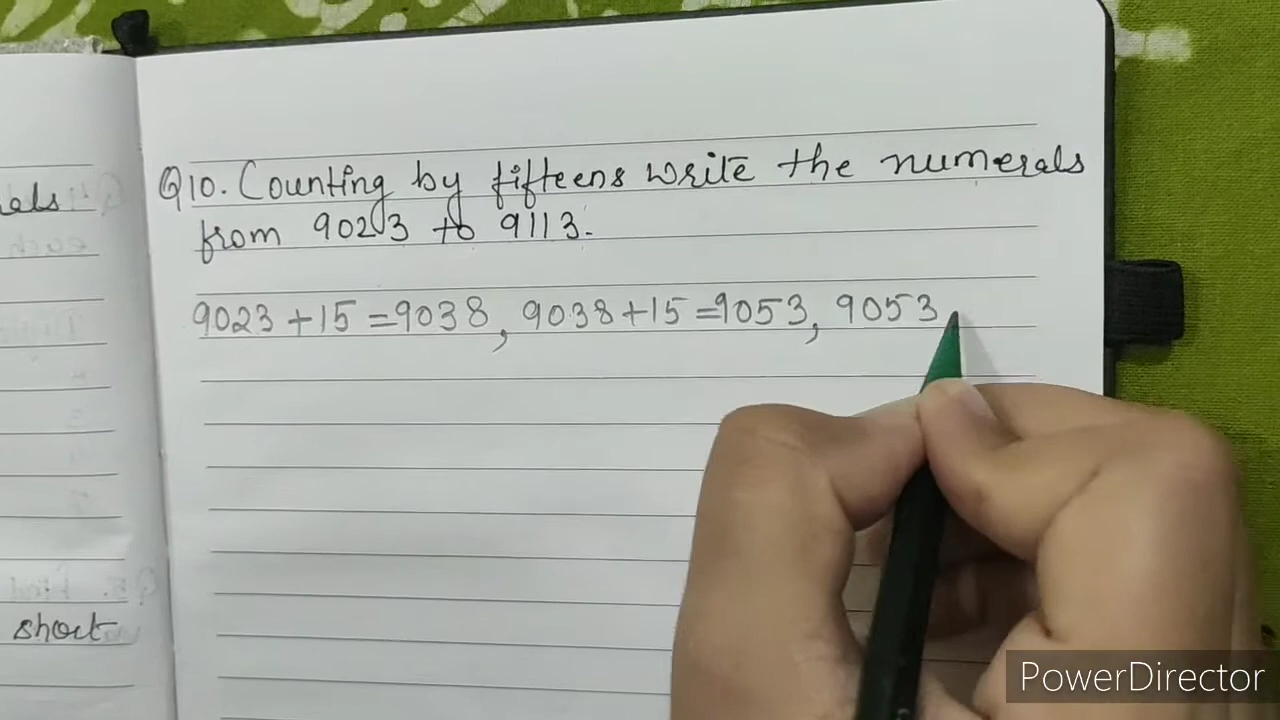 Q10. Counting by fifteens write the numerals
from 9023 to 9113.
9023 + 15 = 9038, 9038 + 15 = 9053, 9053
els
short
PowerDirector